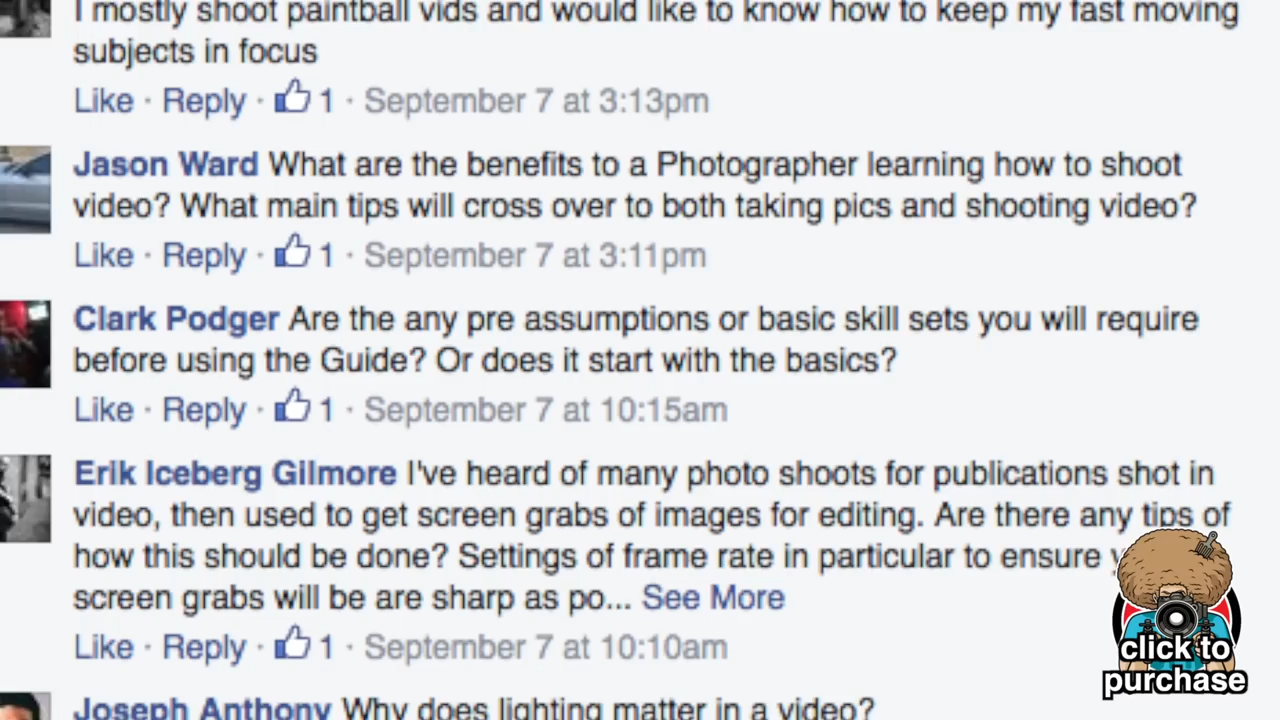 I mostly shoot paintball vids and would like to know how to keep my fast moving
subjects in focus
Like · Reply · 1 · September 7 at 3:13pm
Jason Ward What are the benefits to a Photographer learning how to shoot
video? What main tips will cross over to both taking pics and shooting video?
Like · Reply · 1 · September 7 at 3:11pm
Clark Podger Are the any pre assumptions or basic skill sets you will require
before using the Guide? Or does it start with the basics?
Like · Reply · 1 · September 7 at 10:15am
Erik Iceberg Gilmore I've heard of many photo shoots for publications shot in
video, then used to get screen grabs of images for editing. Are there any tips of
how this should be done? Settings of frame rate in particular to ensure
screen grabs will be are sharp as po... See More
Like · Reply · 1 · September 7 at 10:10am
Joseph Anthony Why does lighting matter in a video?
click to
purchase